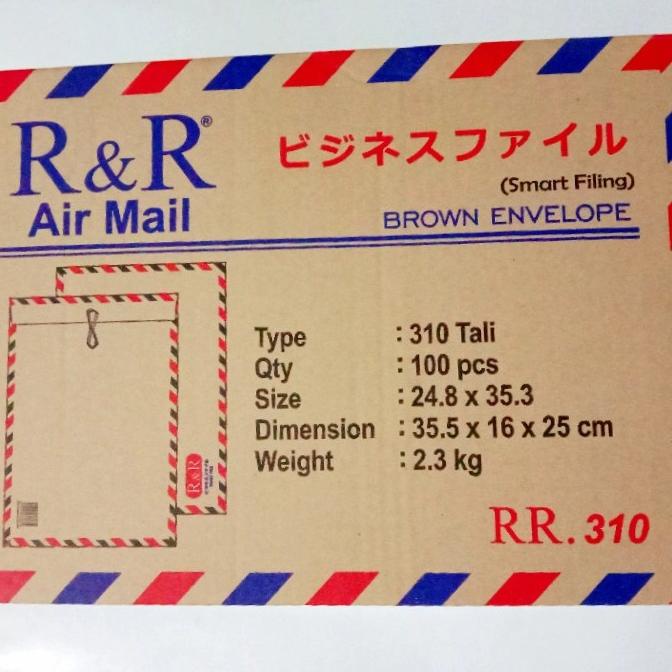 R&R®
Air Mail
ビジネスファイル
(Smart Filing)
BROWN ENVELOPE
Type : 310 Tali
Qty : 100 pcs
Size : 24.8 x 35.3
Dimension : 35.5 x 16 x 25 cm
Weight : 2.3 kg
R&R
RR. 310